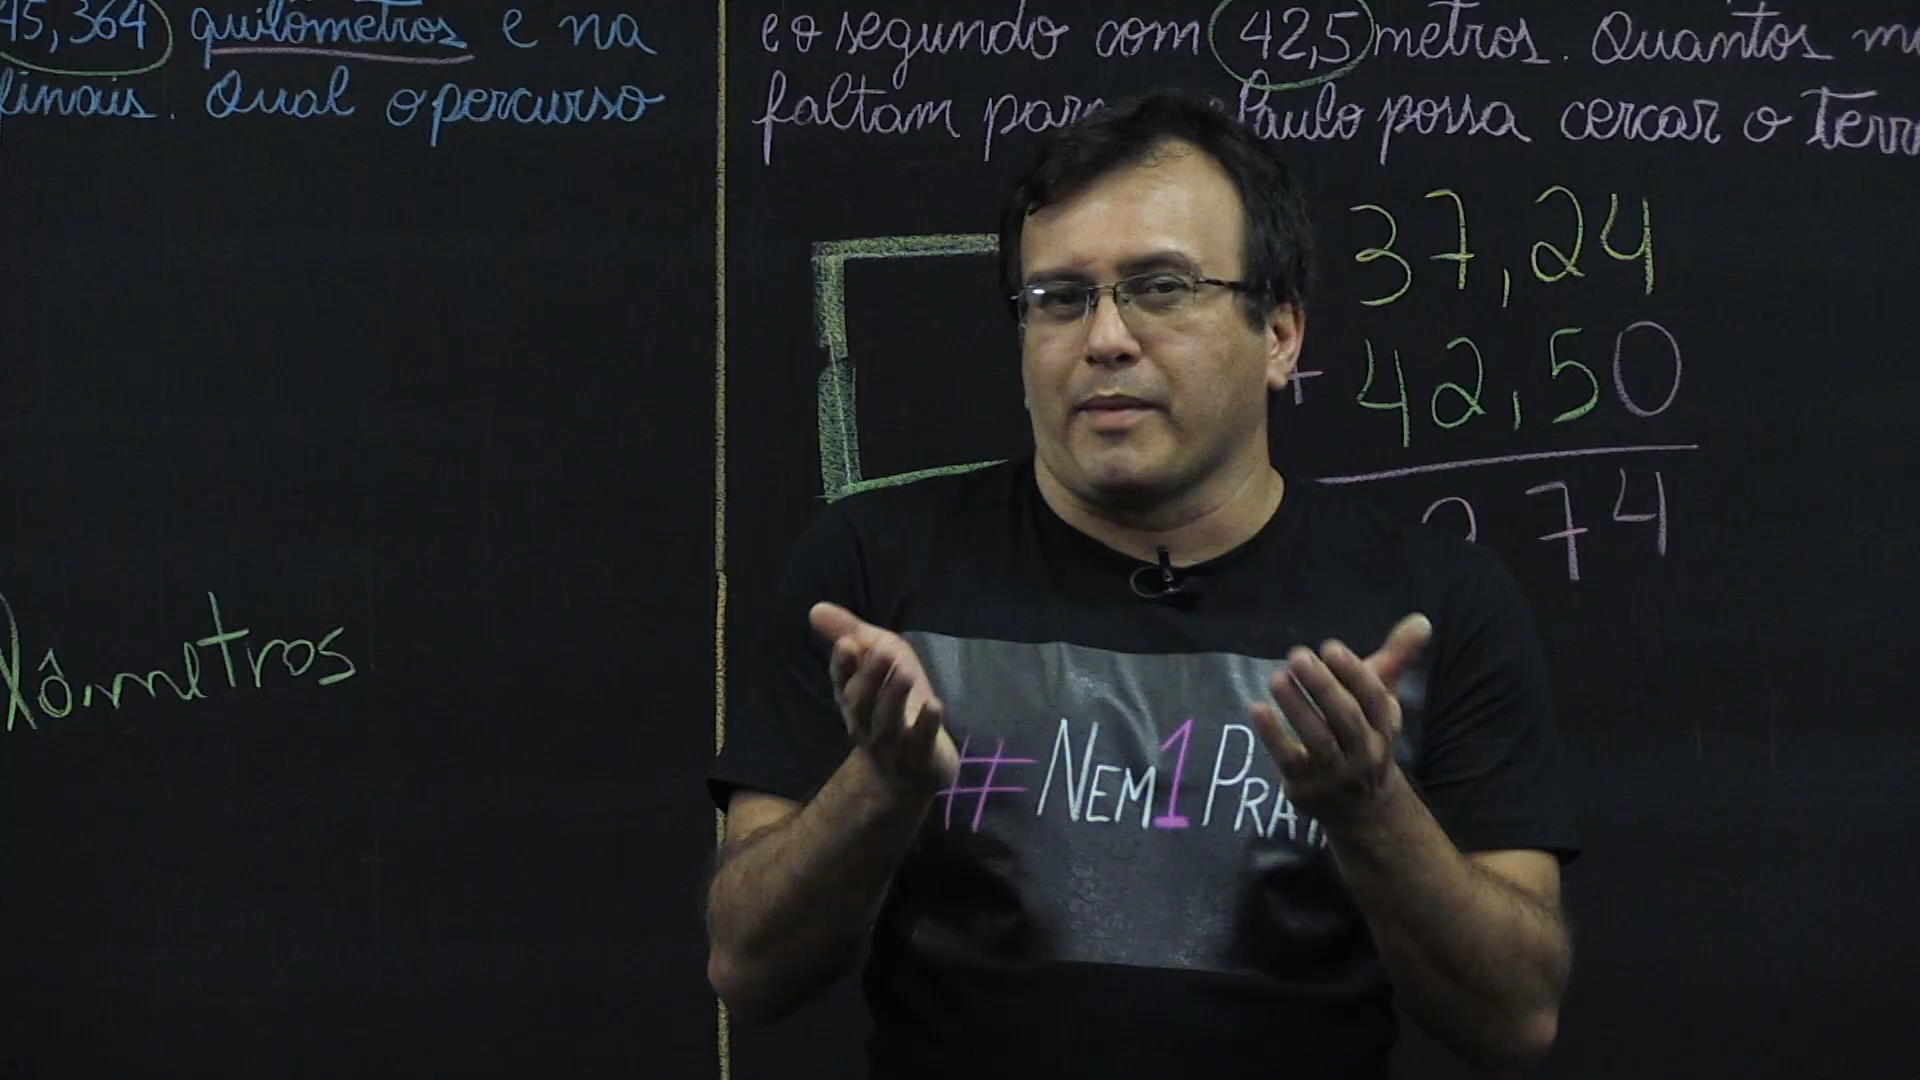 45,364 quilômetros e na
finais. Qual o percurso
lômetros
e o segundo com 42,5 metros. Quantos
faltam para Paulo possa cercar o
37,24
+ 42,50
74
#NEM1PRA